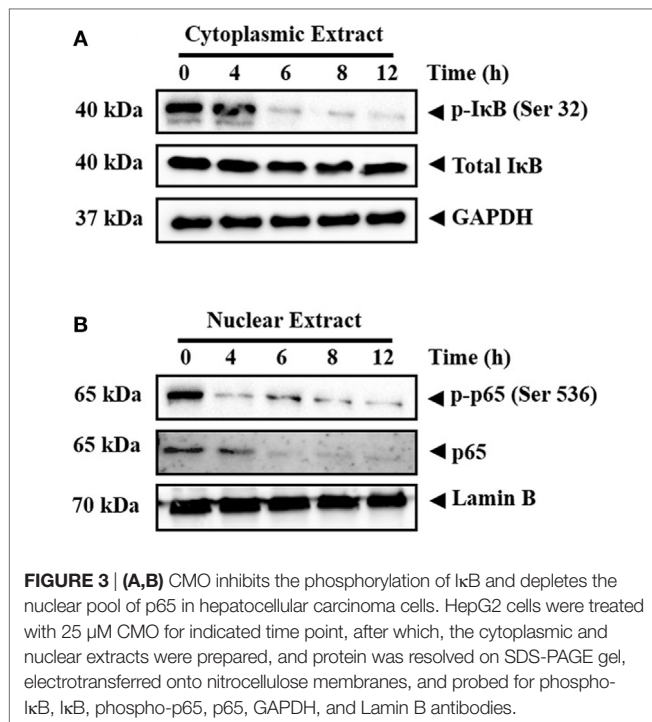 A
Cytoplasmic Extract
0 4 6 8 12 Time (h)
40 kDa ◄ p-IκB (Ser 32)
40 kDa ◄ Total IκB
37 kDa ◄ GAPDH
B
Nuclear Extract
0 4 6 8 12 Time (h)
65 kDa ◄ p-p65 (Ser 536)
65 kDa ◄ p65
70 kDa ◄ Lamin B
FIGURE 3 | (A,B) CMO inhibits the phosphorylation of IκB and depletes the
nuclear pool of p65 in hepatocellular carcinoma cells. HepG2 cells were treated
with 25 µM CMO for indicated time point, after which, the cytoplasmic and
nuclear extracts were prepared, and protein was resolved on SDS-PAGE gel,
electrotransferred onto nitrocellulose membranes, and probed for phospho-
IκB, IκB, phospho-p65, p65, GAPDH, and Lamin B antibodies.